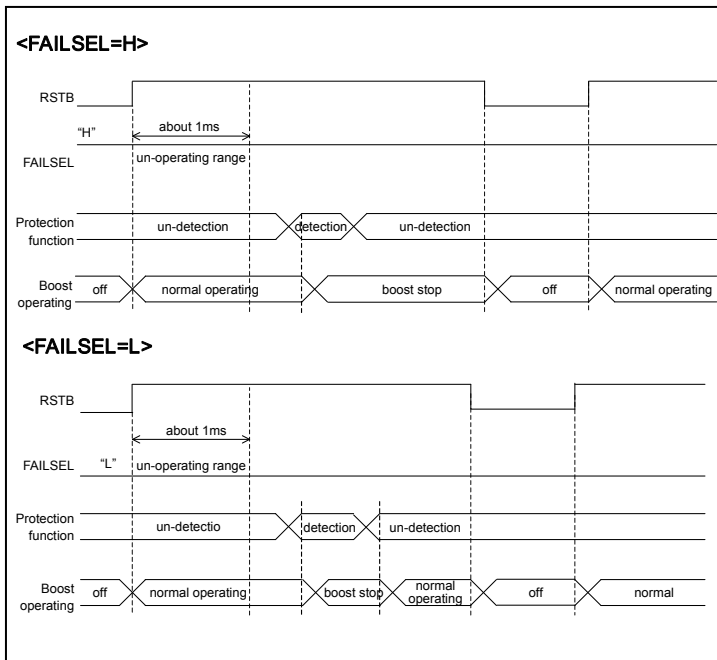 <FAILSEL=H>
RSTB
"H"
about 1ms
FAILSEL
un-operating range
Protection
function
un-detection
detection
un-detection
Boost
operating
off
normal operating
boost stop
off
normal operating
<FAILSEL=L>
RSTB
about 1ms
FAILSEL
"L"
un-operating range
Protection
function
un-detectio
detection
un-detection
Boost
operating
off
normal operating
boost stop
normal
operating
off
normal